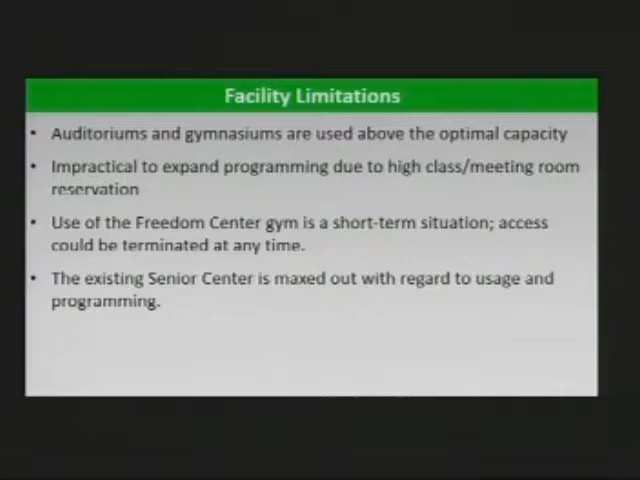 Facility Limitations
• Auditoriums and gymnasiums are used above the optimal capacity
• Impractical to expand programming due to high class/meeting room
reservation
• Use of the Freedom Center gym is a short-term situation; access
could be terminated at any time.
• The existing Senior Center is maxed out with regard to usage and
programming.